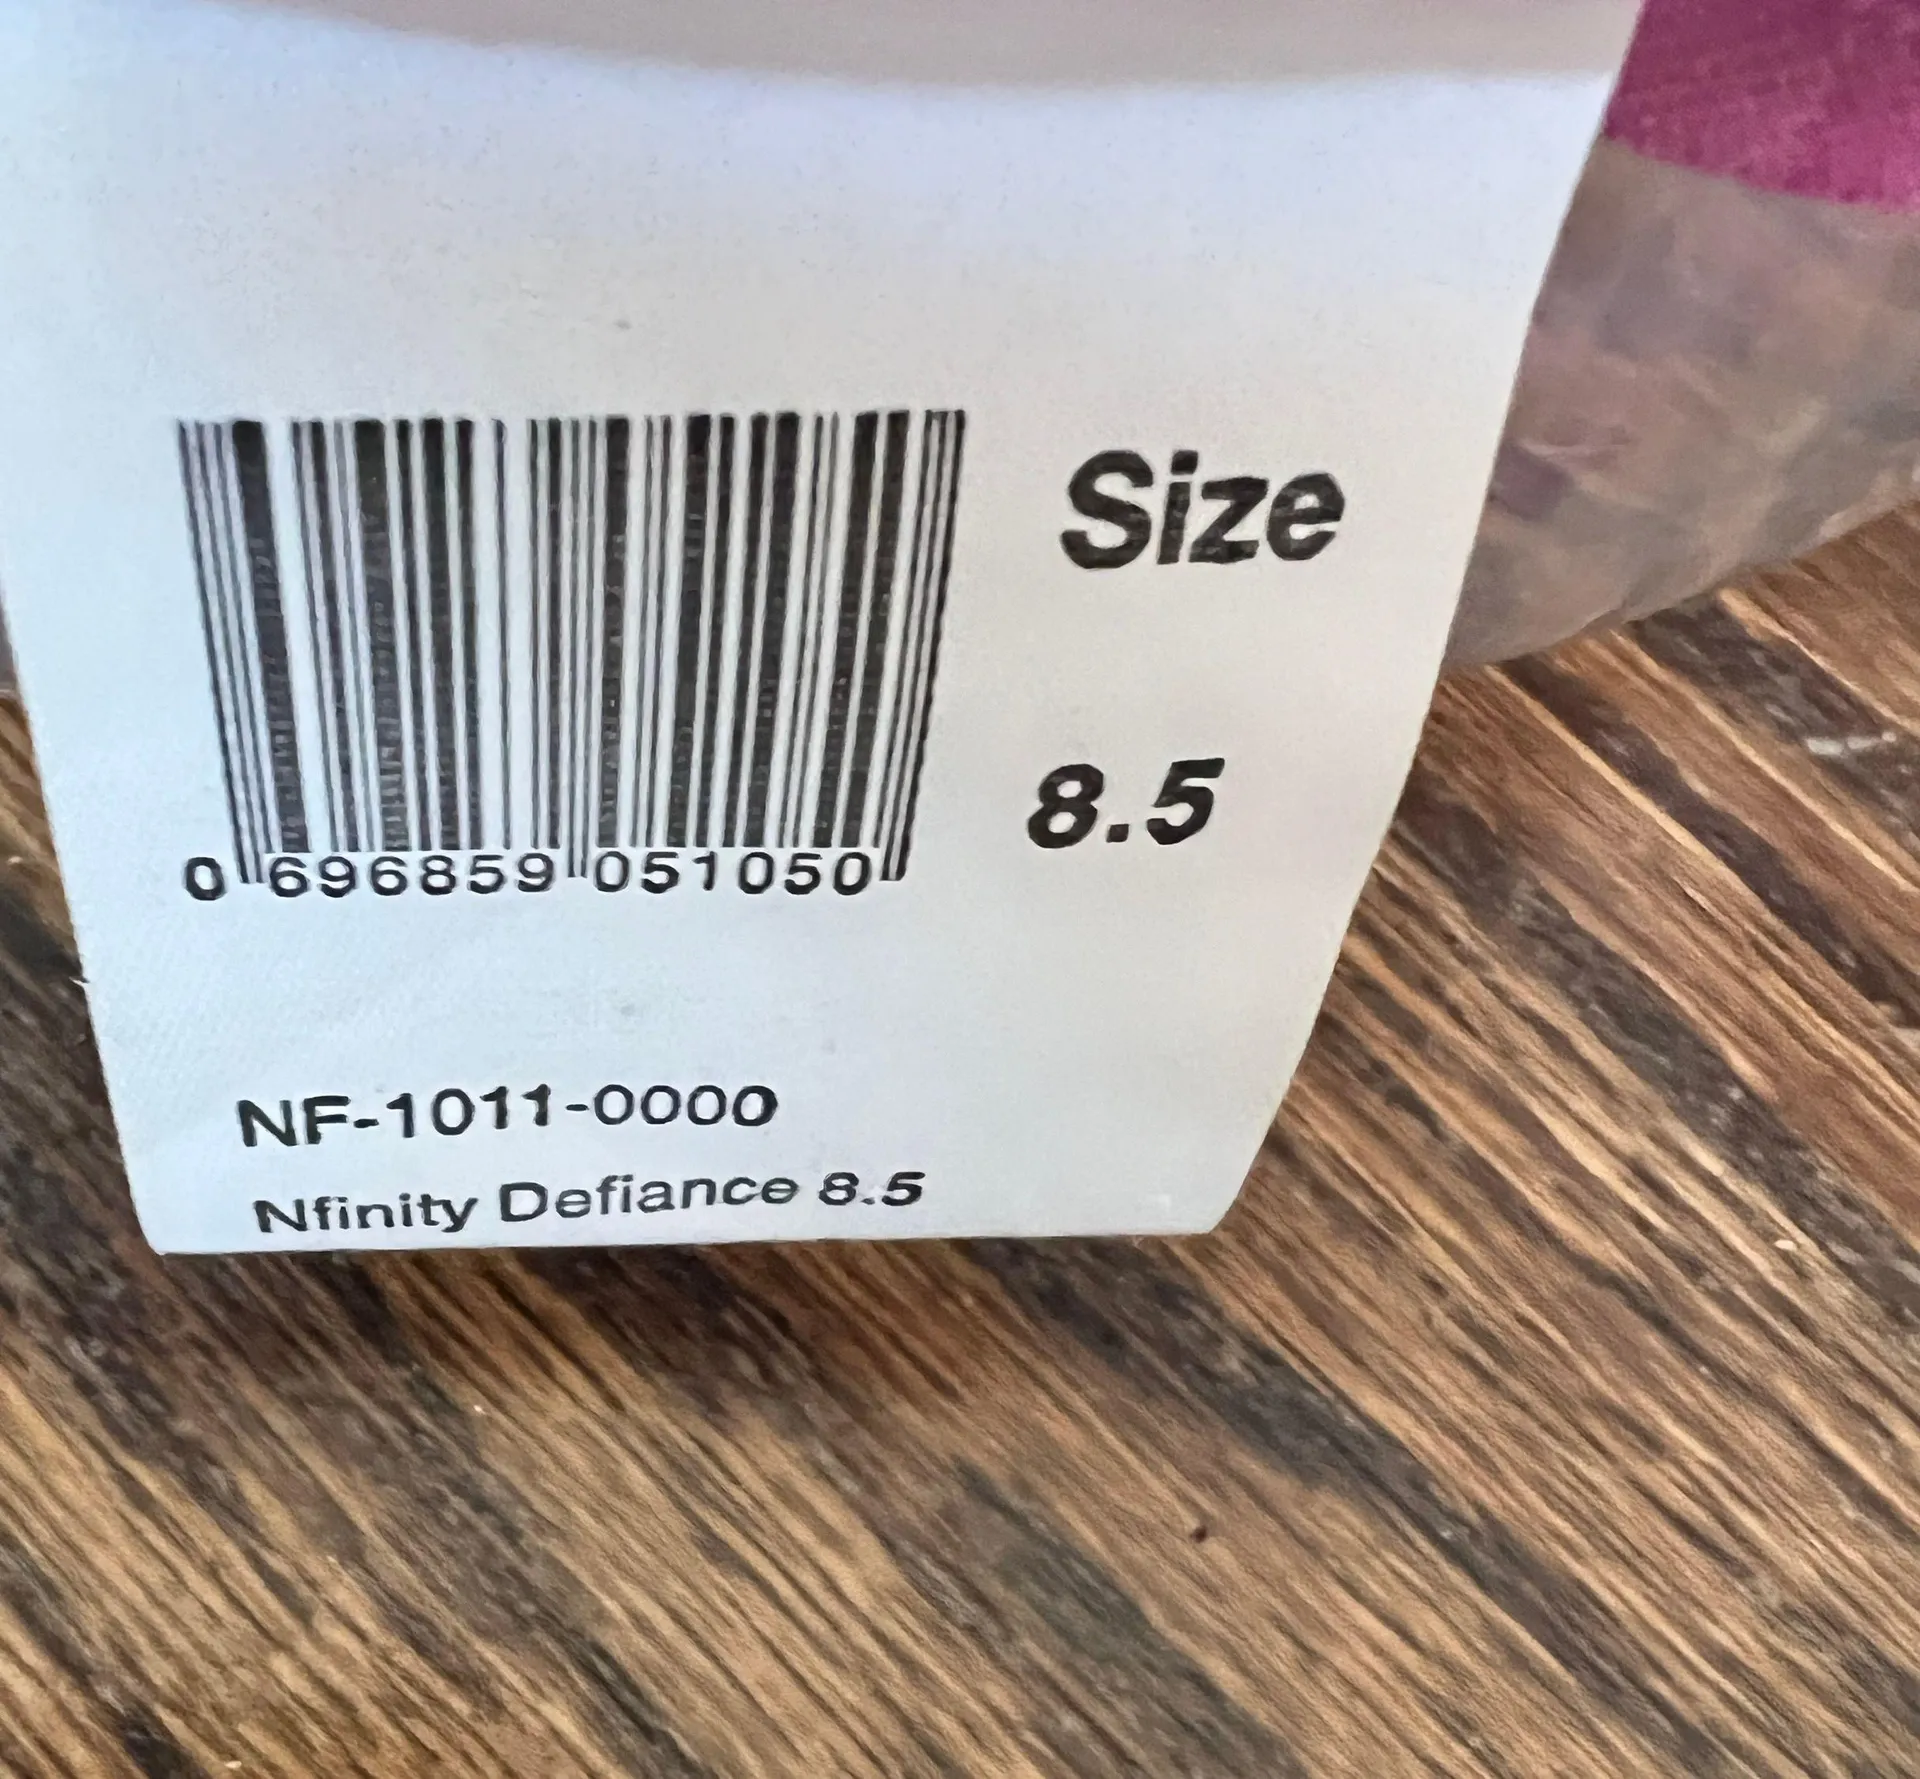 Size
8.5
0 696859 051050
NF-1011-0000
Nfinity Defiance 8.5